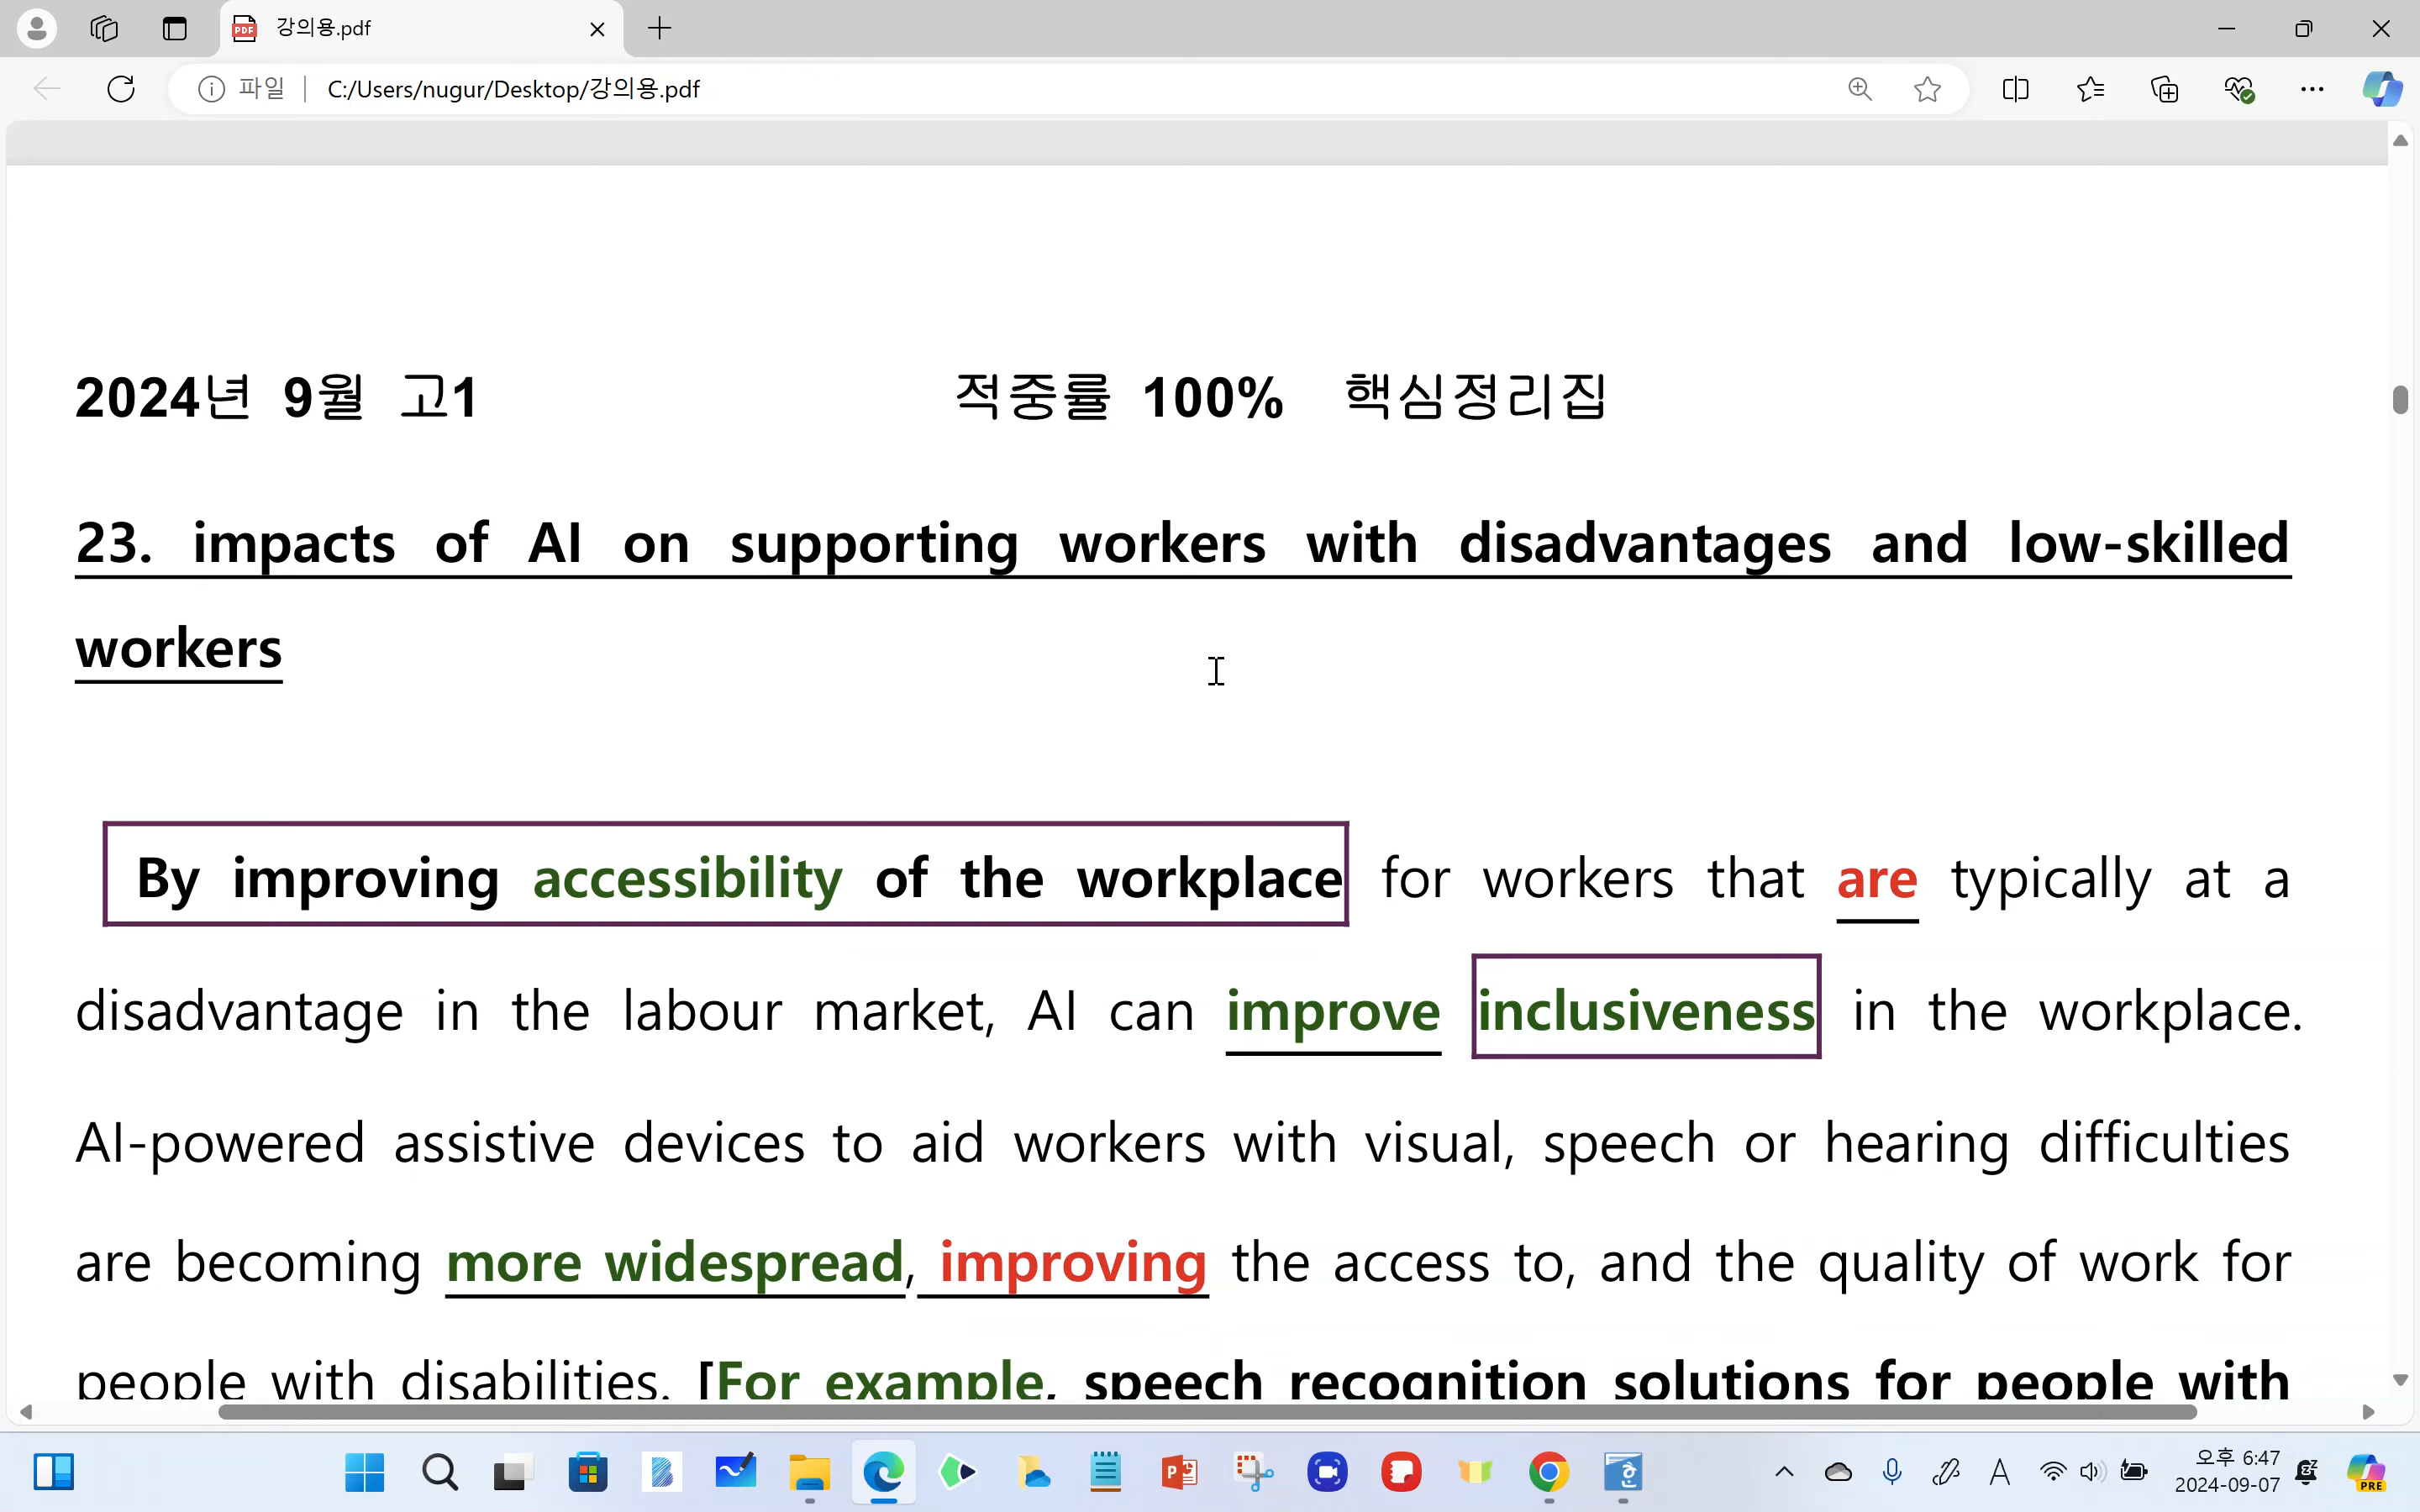 강의용.pdf
파일 C:/Users/nugur/Desktop/강의용.pdf
2024년 9월 고1 적중률 100% 핵심정리집
23. impacts of AI on supporting workers with disadvantages and low-skilled
workers
By improving accessibility of the workplace for workers that are typically at a
disadvantage in the labour market, AI can improve inclusiveness in the workplace.
AI-powered assistive devices to aid workers with visual, speech or hearing difficulties
are becoming more widespread, improving the access to, and the quality of work for
people with disabilities. [For example, speech recognition solutions for people with
오후 6:47
2024-09-07
PRE